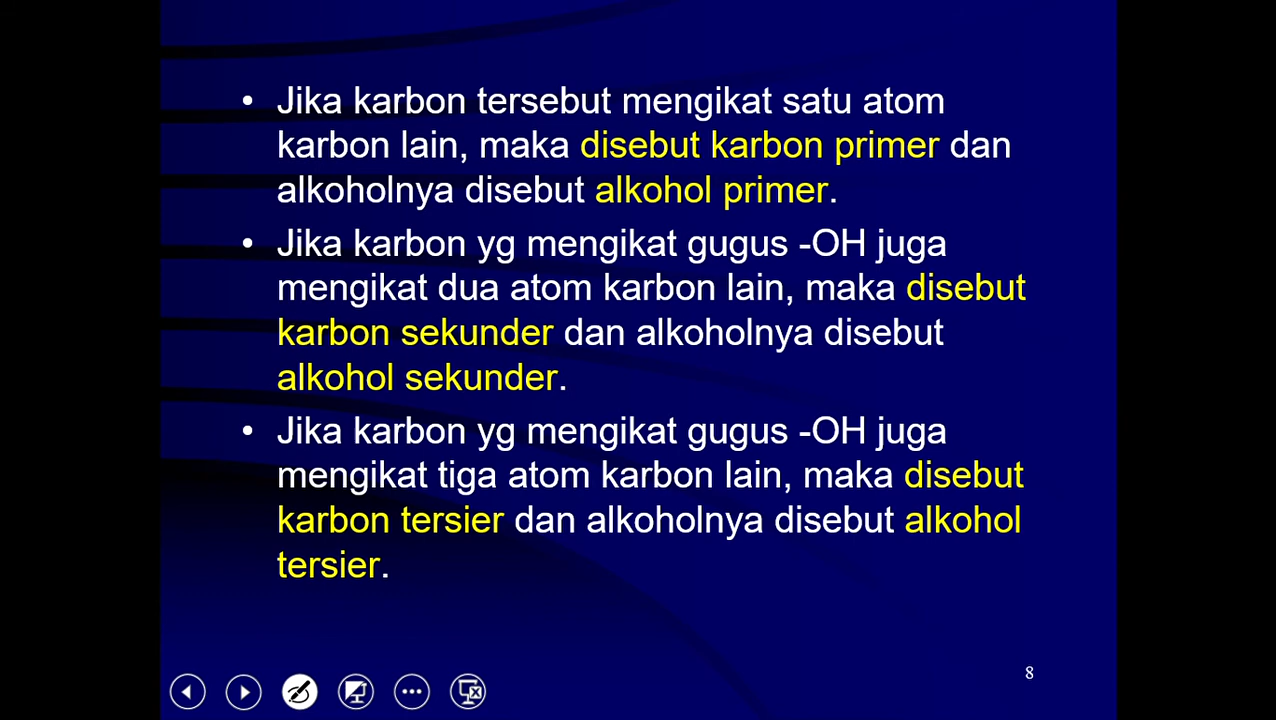 • Jika karbon tersebut mengikat satu atom
karbon lain, maka disebut karbon primer dan
alkoholnya disebut alkohol primer.
• Jika karbon yg mengikat gugus -OH juga
mengikat dua atom karbon lain, maka disebut
karbon sekunder dan alkoholnya disebut
alkohol sekunder.
• Jika karbon yg mengikat gugus -OH juga
mengikat tiga atom karbon lain, maka disebut
karbon tersier dan alkoholnya disebut alkohol
tersier.
8